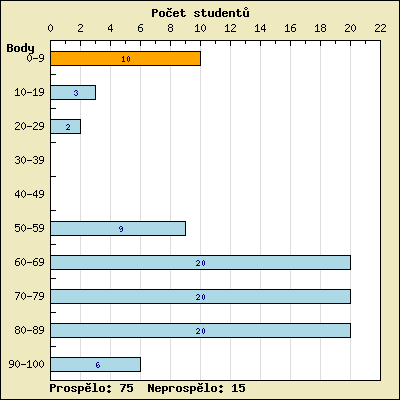 Počet studentů
0 2 4 6 8 10 12 14 16 18 20 22
Body
0-9 10
10-19 3
20-29 2
30-39
40-49
50-59 9
60-69 20
70-79 20
80-89 20
90-100 6
Prospělo: 75 Neprospělo: 15